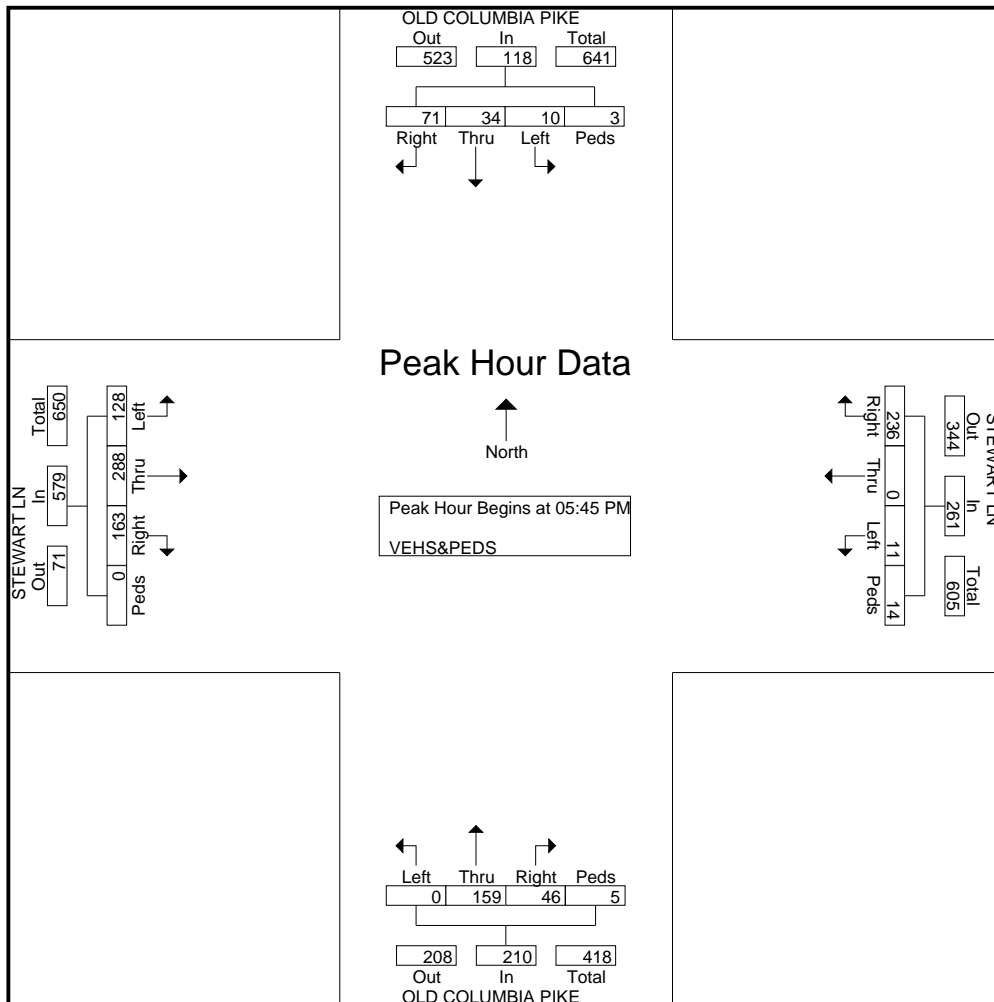 OLD COLUMBIA PIKE
Out In Total
523 118 641
71 34 10 3
Right Thru Left Peds
Peak Hour Data
North
Peak Hour Begins at 05:45 PM
VEHS&PEDS
STEWART LN
Total In Out
650 579 71
128 288 163 0
Left Thru Right Peds
STEWART LN
Out In Total
344 261 605
236 0 11 14
Right Thru Left Peds
Left Thru Right Peds
0 159 46 5
208 210 418
Out In Total
OLD COLUMBIA PIKE